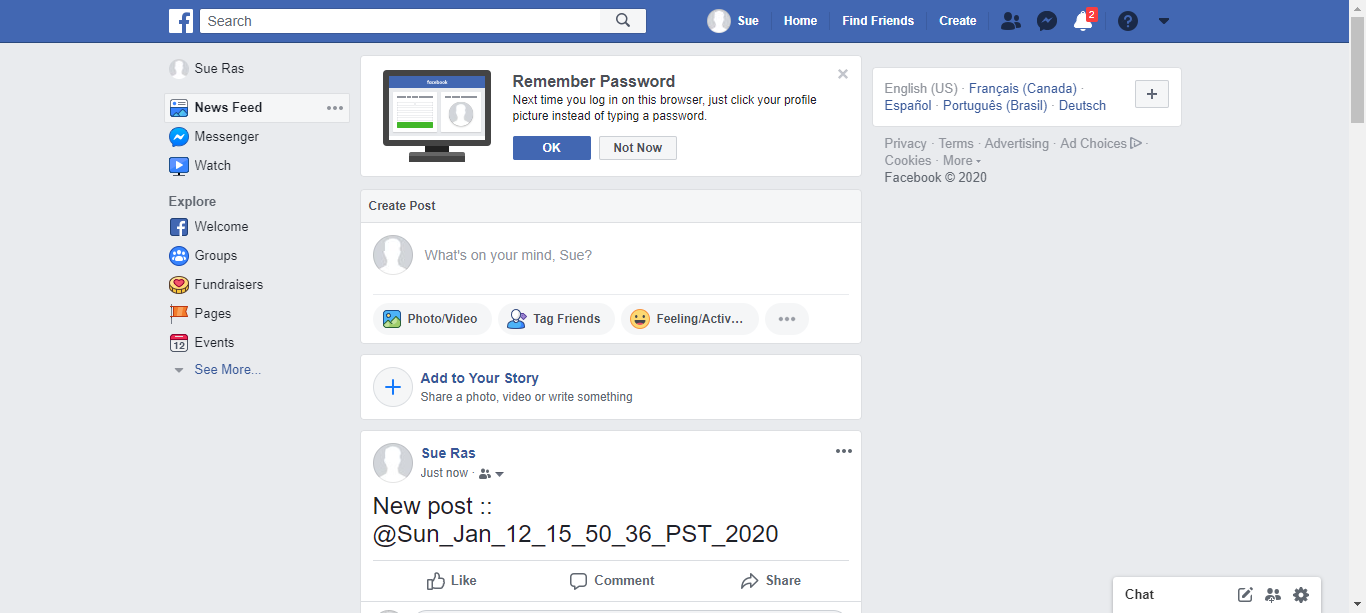 Search
Sue
Home
Find Friends
Create
2
Sue Ras
News Feed
Messenger
Watch
Explore
Welcome
Groups
Fundraisers
Pages
12
Events
See More...
facebook
Remember Password
Next time you log in on this browser, just click your profile
picture instead of typing a password.
OK
Not Now
Create Post
What's on your mind, Sue?
Photo/Video
Tag Friends
Feeling/Activ...
Add to Your Story
Share a photo, video or write something
Sue Ras
Just now ·
New post ::
@Sun_Jan_12_15_50_36_PST_2020
Like
Comment
Share
English (US) · Français (Canada) ·
Español · Português (Brasil) · Deutsch
Privacy · Terms · Advertising · Ad Choices ·
Cookies · More
Facebook © 2020
Chat